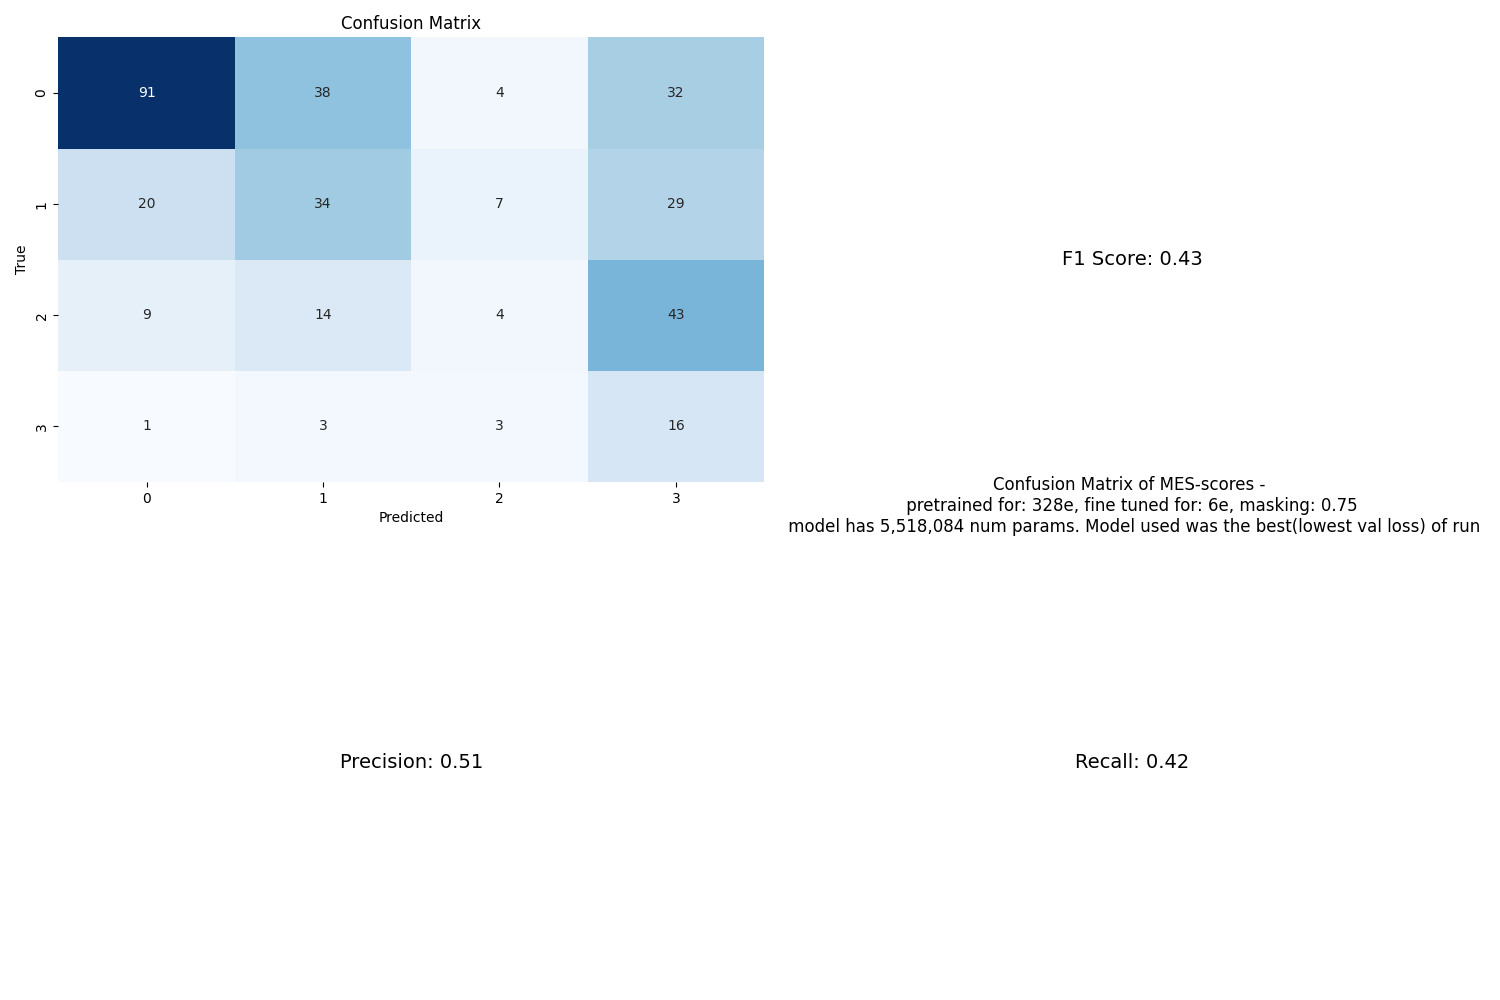 Confusion Matrix
0 91 38 4 32
1 20 34 7 29
2 9 14 4 43
3 1 3 3 16
True
0 1 2 3
Predicted
F1 Score: 0.43
Confusion Matrix of MES-scores -
pretrained for: 328e, fine tuned for: 6e, masking: 0.75
model has 5,518,084 num params. Model used was the best(lowest val loss) of run
Precision: 0.51
Recall: 0.42